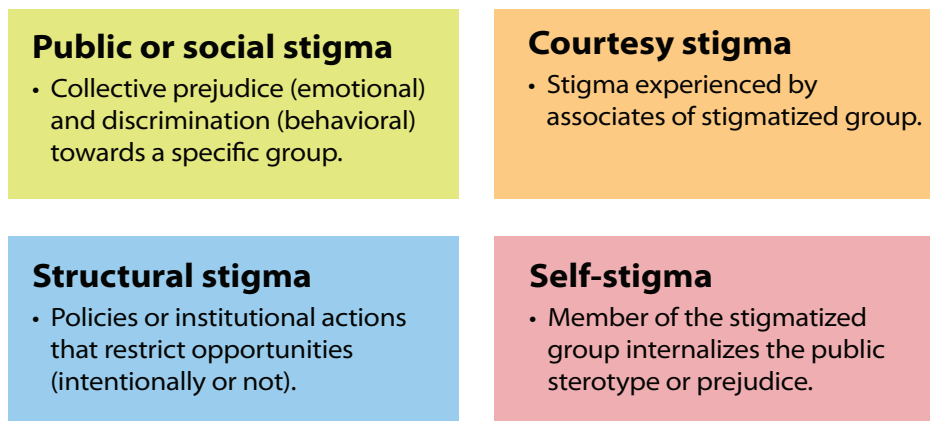 Public or social stigma
• Collective prejudice (emotional)
and discrimination (behavioral)
towards a specific group.
Courtesy stigma
• Stigma experienced by
associates of stigmatized group.
Structural stigma
• Policies or institutional actions
that restrict opportunities
(intentionally or not).
Self-stigma
• Member of the stigmatized
group internalizes the public
sterotype or prejudice.